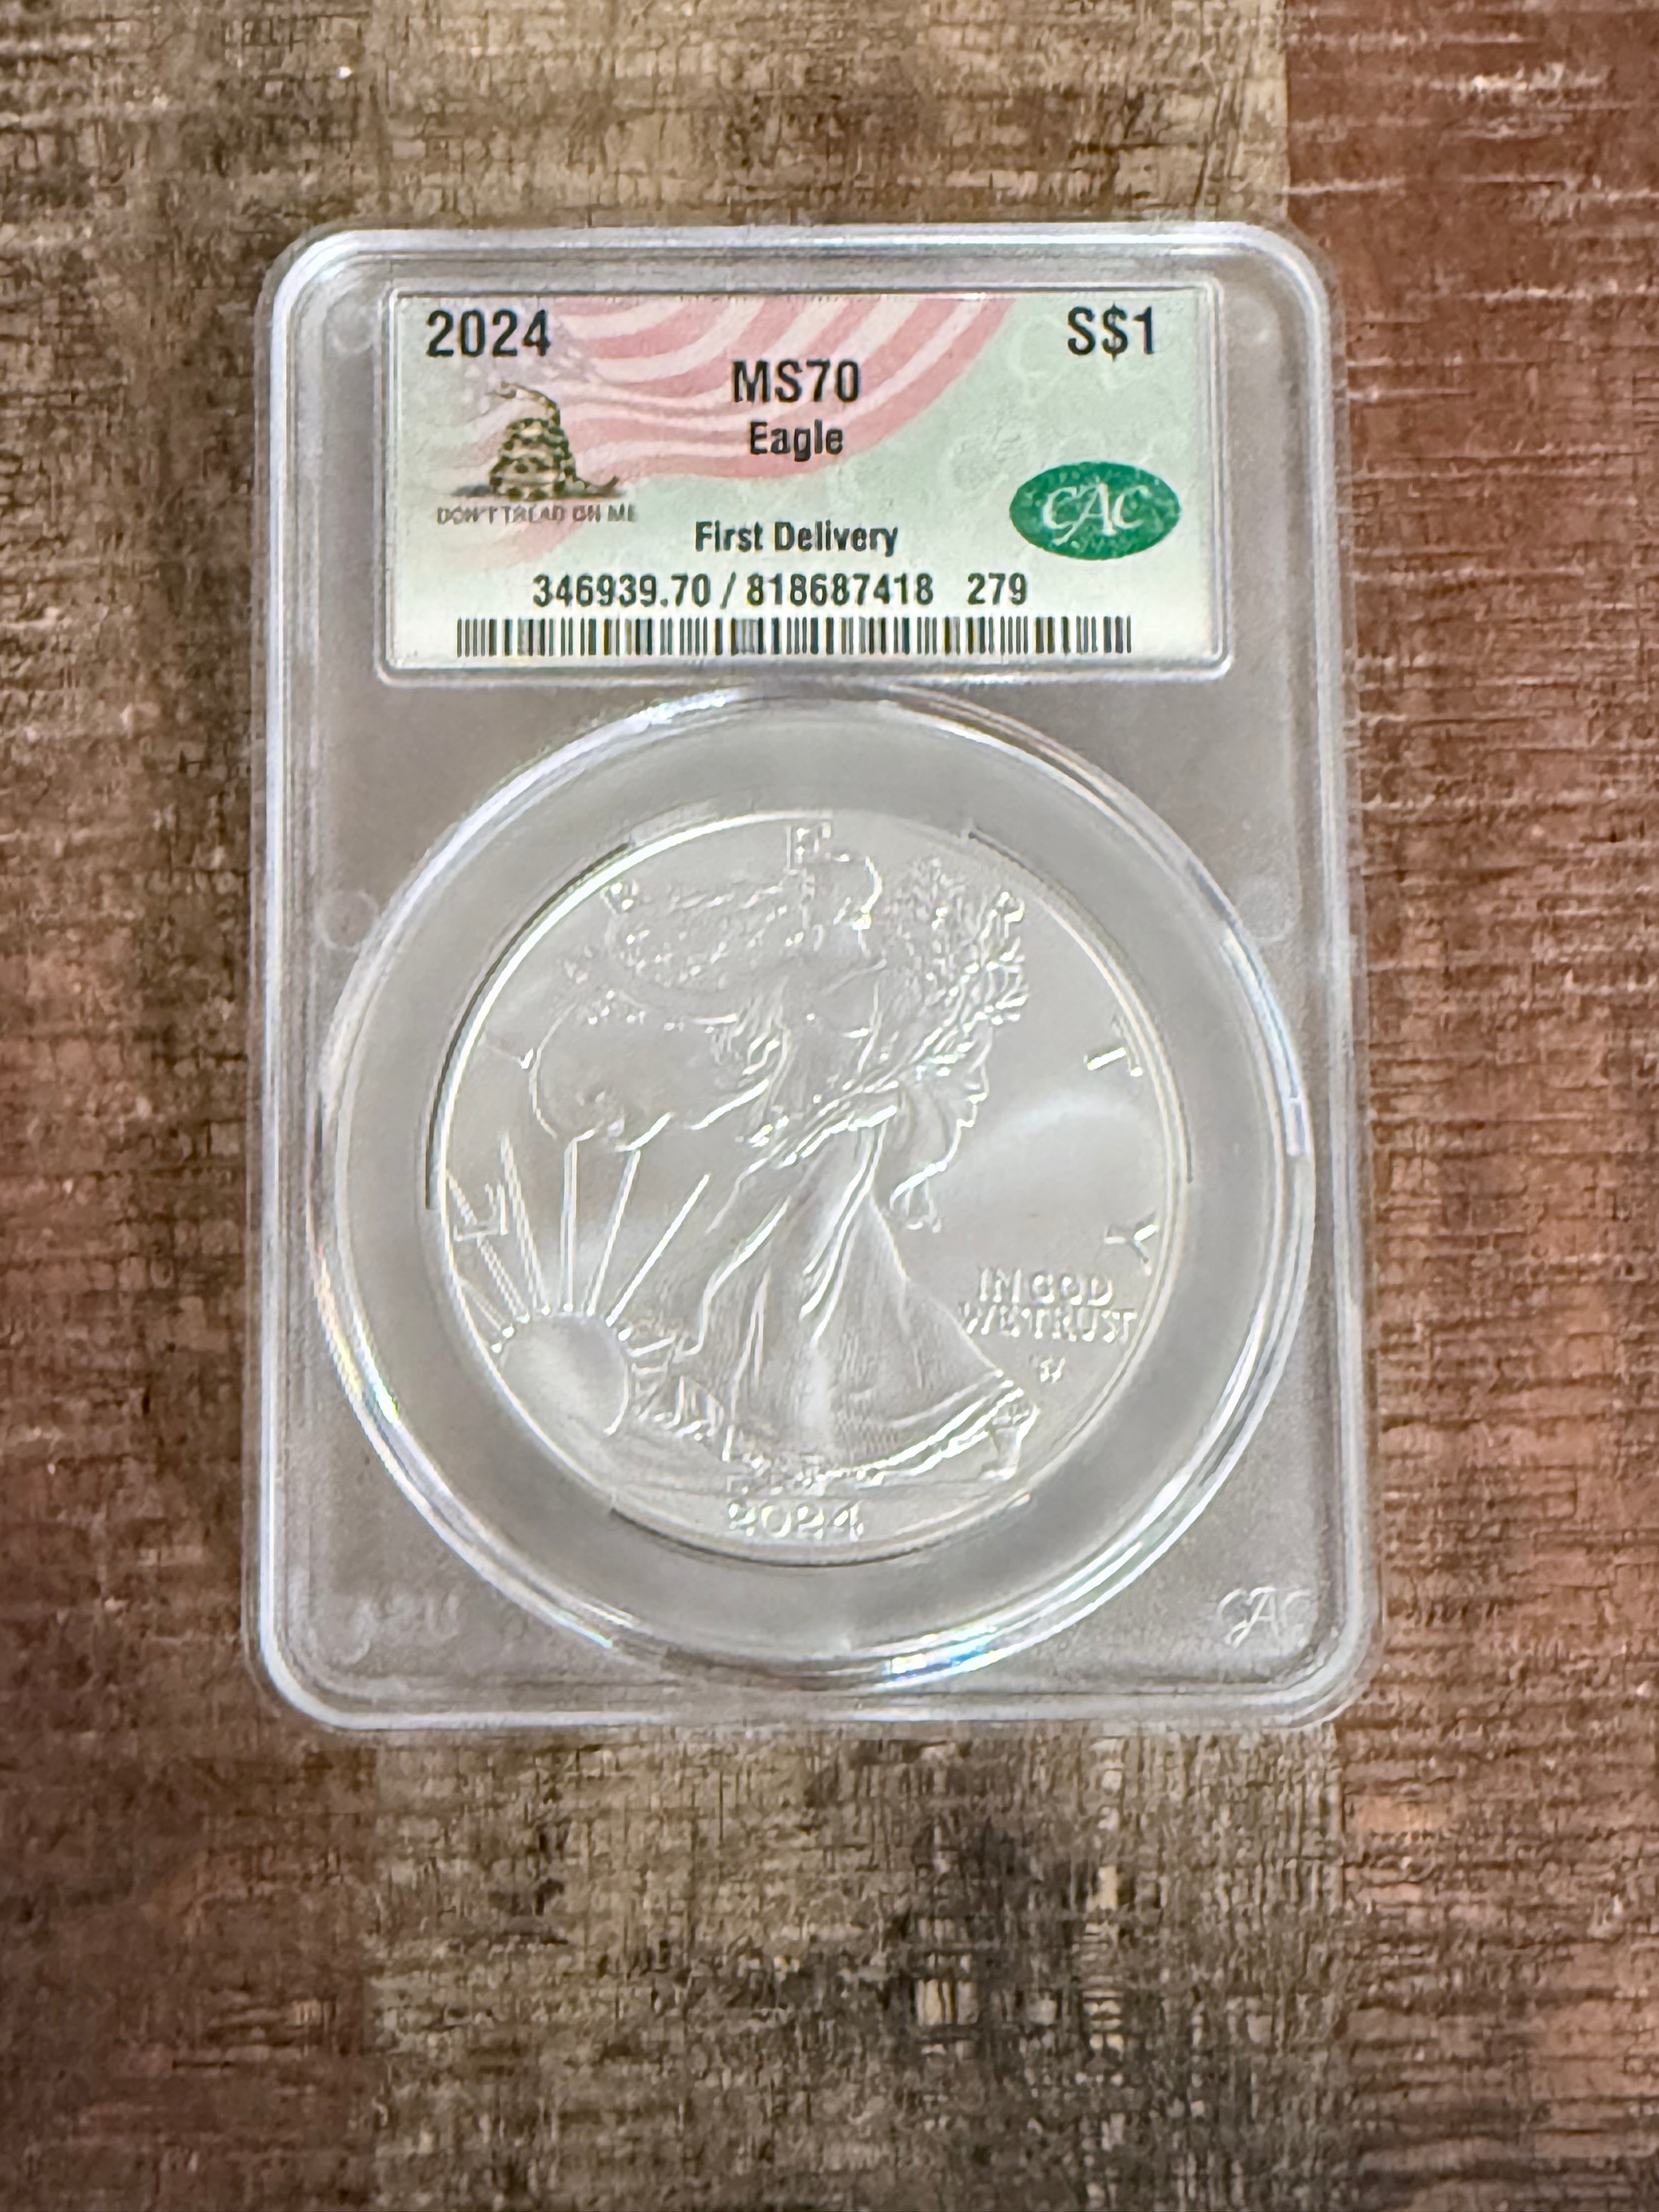 2024 S$1
MS70
Eagle
DON'T TREAD ON ME
CAC
First Delivery
346939.70 / 818687418 279
LIBERTY
IN GOD
WE TRUST
2024
CAC